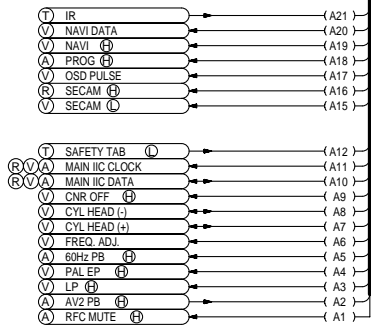 T IR A21
V NAVI DATA A20
V NAVI H A19
A PROG H A18
V OSD PULSE A17
R SECAM H A16
V SECAM L A15
T SAFETY TAB L A12
R V A MAIN IIC CLOCK A11
R V A MAIN IIC DATA A10
V CNR OFF H A9
V CYL HEAD (-) A8
V CYL HEAD (+) A7
V FREQ. ADJ. A6
A 60Hz PB H A5
V PAL EP H A4
V LP H A3
A AV2 PB H A2
A RFC MUTE H A1